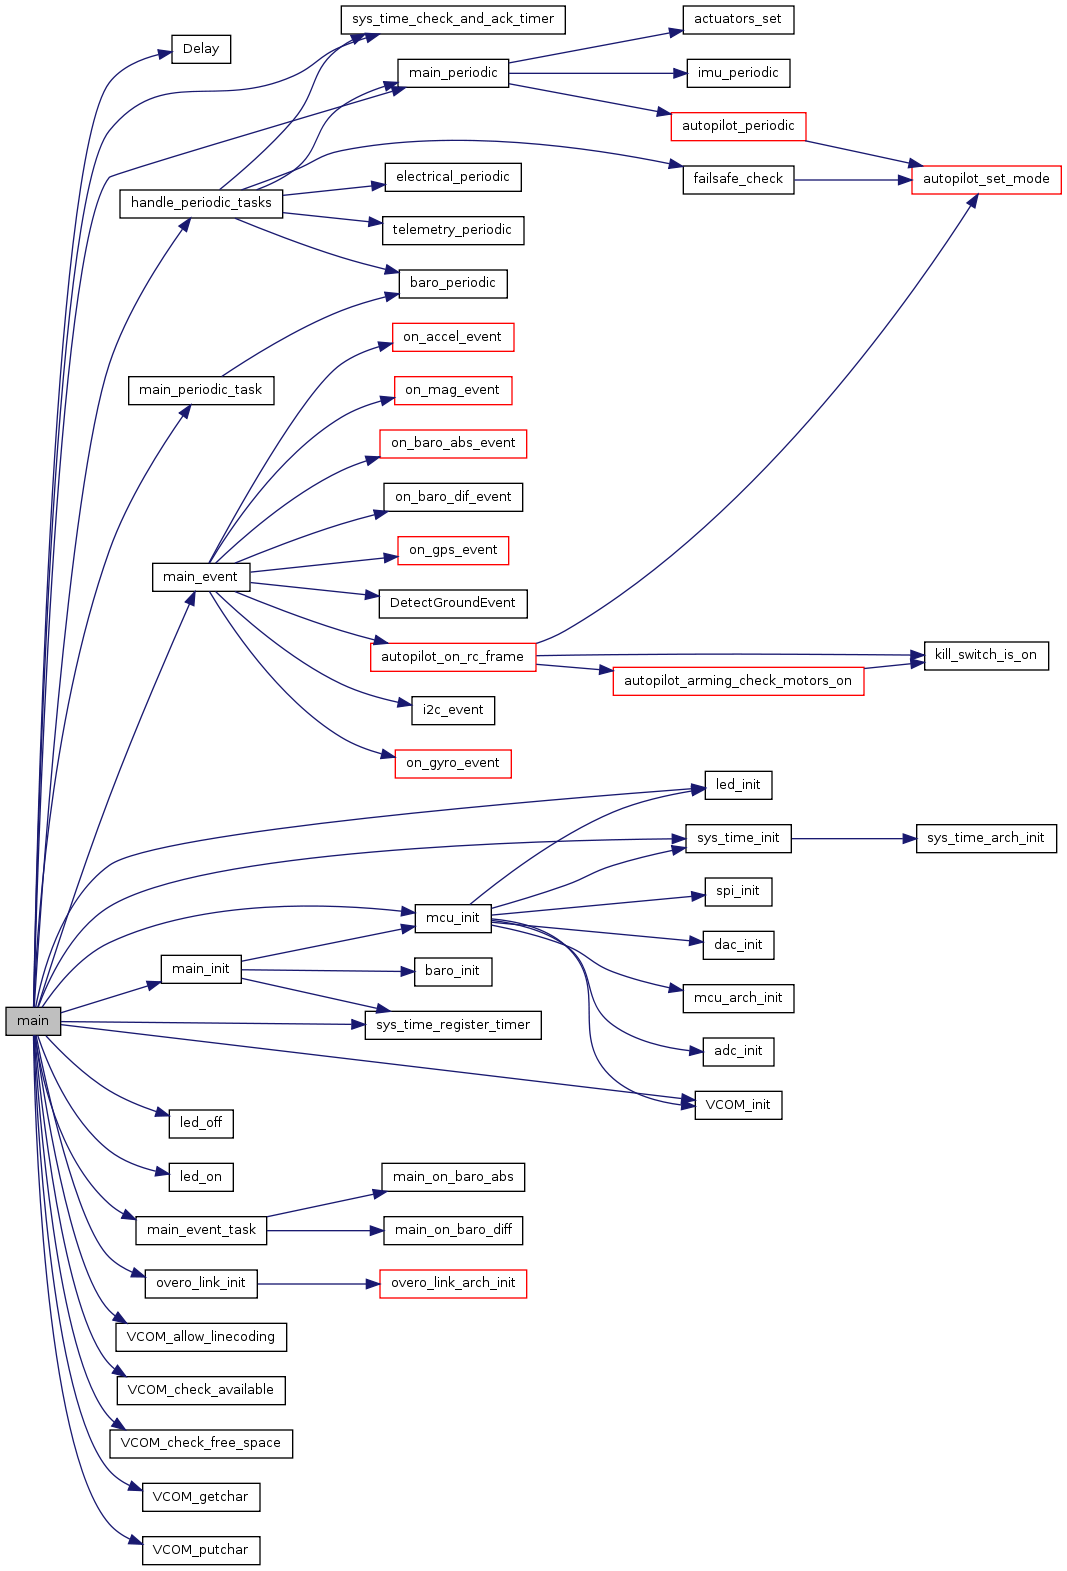 sys_time_check_and_ack_timer
actuators_set
Delay
main_periodic
imu_periodic
autopilot_periodic
electrical_periodic
failsafe_check
autopilot_set_mode
handle_periodic_tasks
telemetry_periodic
baro_periodic
on_accel_event
main_periodic_task
on_mag_event
on_baro_abs_event
on_baro_dif_event
on_gps_event
main_event
DetectGroundEvent
autopilot_on_rc_frame
kill_switch_is_on
autopilot_arming_check_motors_on
i2c_event
on_gyro_event
led_init
sys_time_init
sys_time_arch_init
spi_init
mcu_init
dac_init
main_init
baro_init
mcu_arch_init
main
sys_time_register_timer
adc_init
VCOM_init
led_off
led_on
main_on_baro_abs
main_event_task
main_on_baro_diff
overo_link_init
overo_link_arch_init
VCOM_allow_linecoding
VCOM_check_available
VCOM_check_free_space
VCOM_getchar
VCOM_putchar